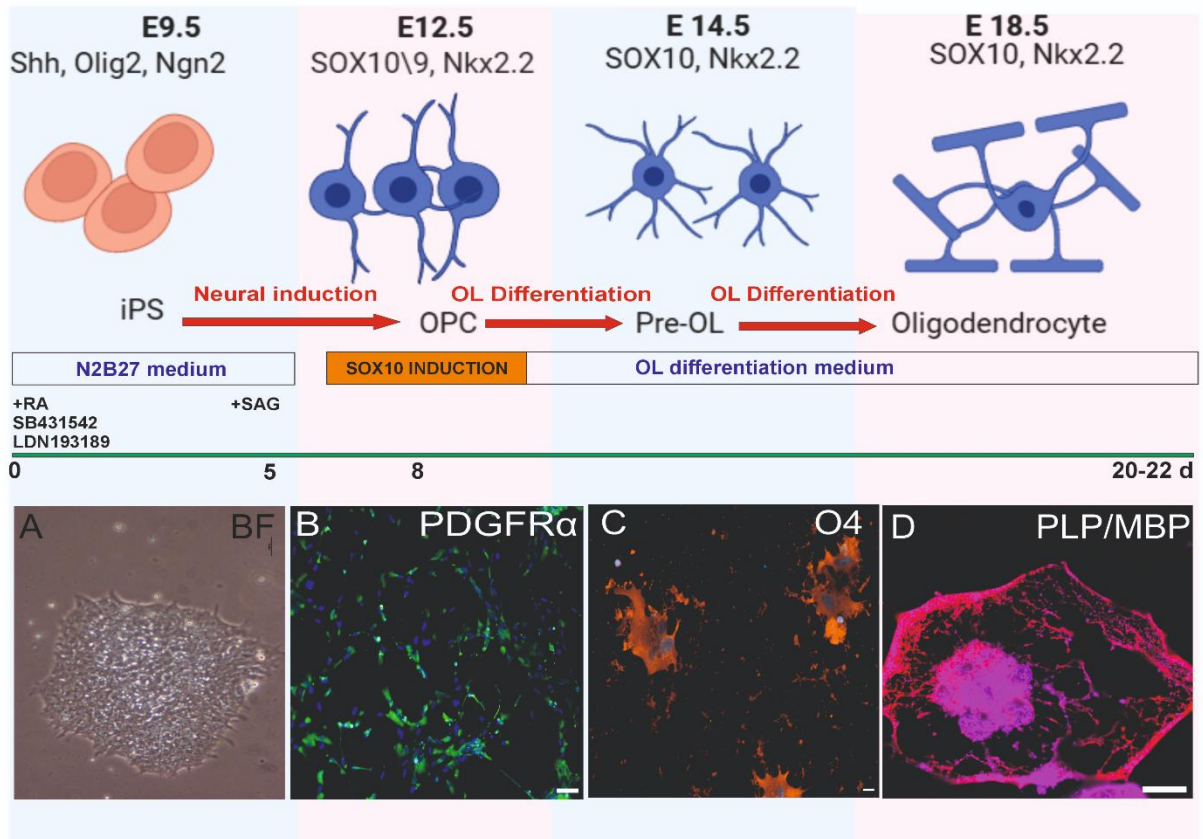 E9.5
Shh, Olig2, Ngn2
E12.5
SOX10\9, Nkx2.2
E 14.5
SOX10, Nkx2.2
E 18.5
SOX10, Nkx2.2
Neural induction
OL Differentiation
OL Differentiation
iPS
OPC
Pre-OL
Oligodendrocyte
N2B27 medium
SOX10 INDUCTION
OL differentiation medium
+RA
+SAG
SB431542
LDN193189
0
5
8
20-22 d
A
BF
B
PDGFRα
C
O4
D
PLP/MBP